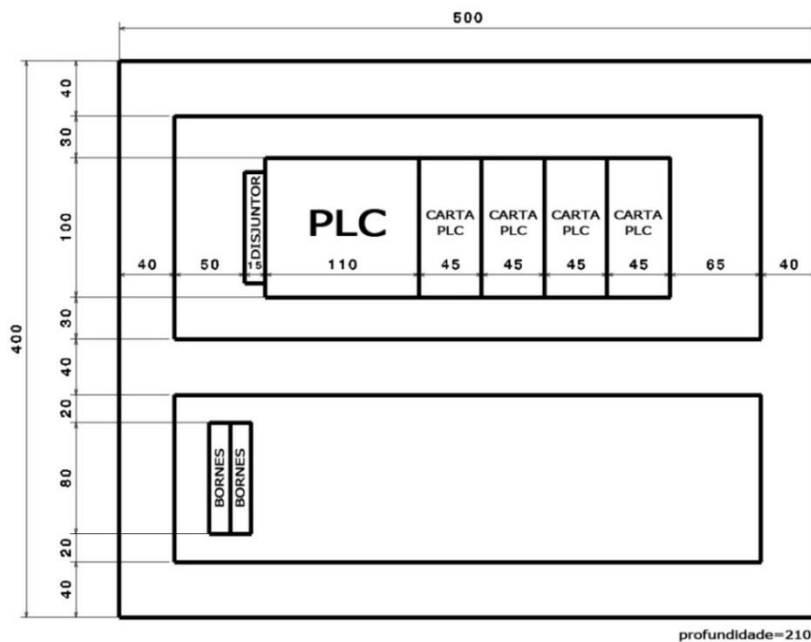 500
40
30
100
30
40
20
80
20
40
400
DISJUNTOR
PLC
CARTA
PLC
CARTA
PLC
CARTA
PLC
CARTA
PLC
40
50
15
110
45
45
45
45
65
40
BORNES
BORNES
profundidade=210